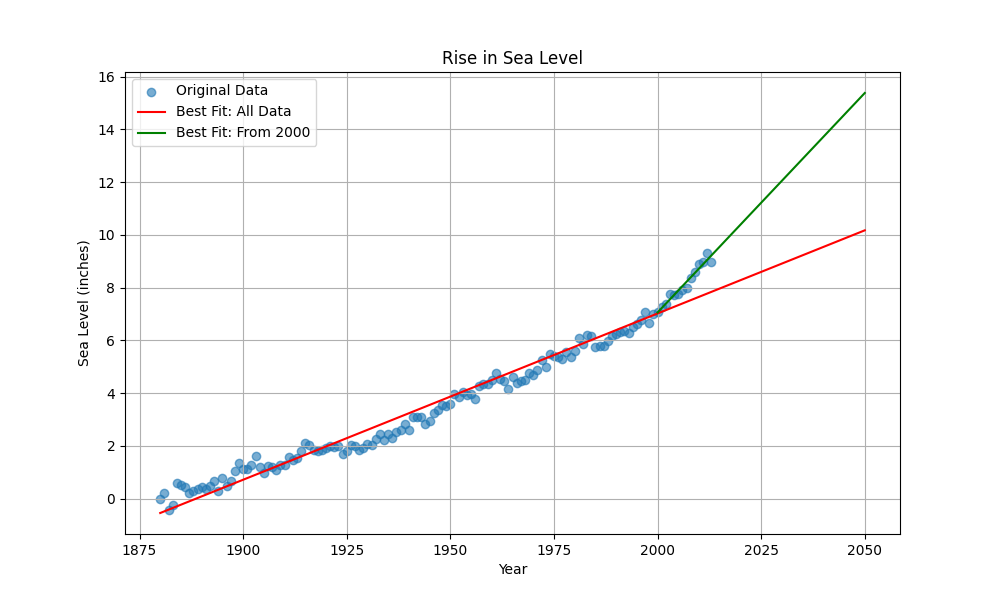 Rise in Sea Level
Original Data
Best Fit: All Data
Best Fit: From 2000
Sea Level (inches)
16
14
12
10
8
6
4
2
0
1875
1900
1925
1950
1975
2000
2025
2050
Year